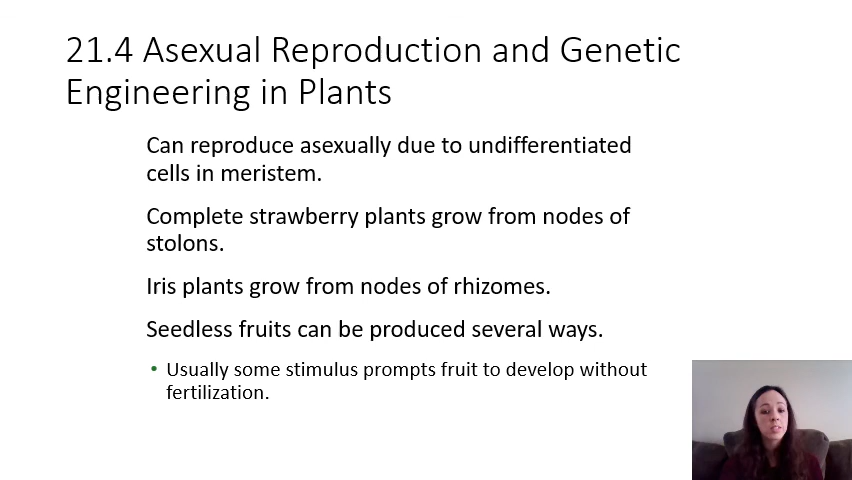 21.4 Asexual Reproduction and Genetic
Engineering in Plants
Can reproduce asexually due to undifferentiated
cells in meristem.
Complete strawberry plants grow from nodes of
stolons.
Iris plants grow from nodes of rhizomes.
Seedless fruits can be produced several ways.
• Usually some stimulus prompts fruit to develop without
fertilization.